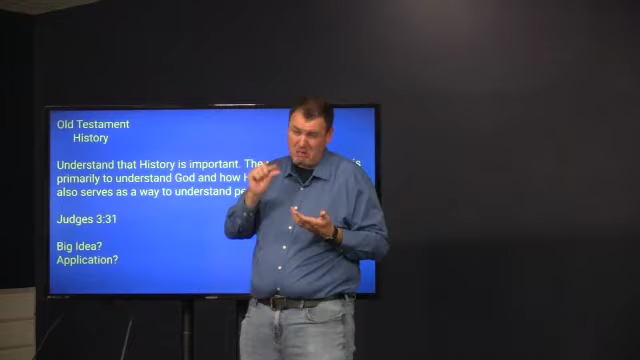 Old Testament
History
Understand that History is important. The
primarily to understand God and how H
also serves as a way to understand pe
Judges 3:31
Big Idea?
Application?